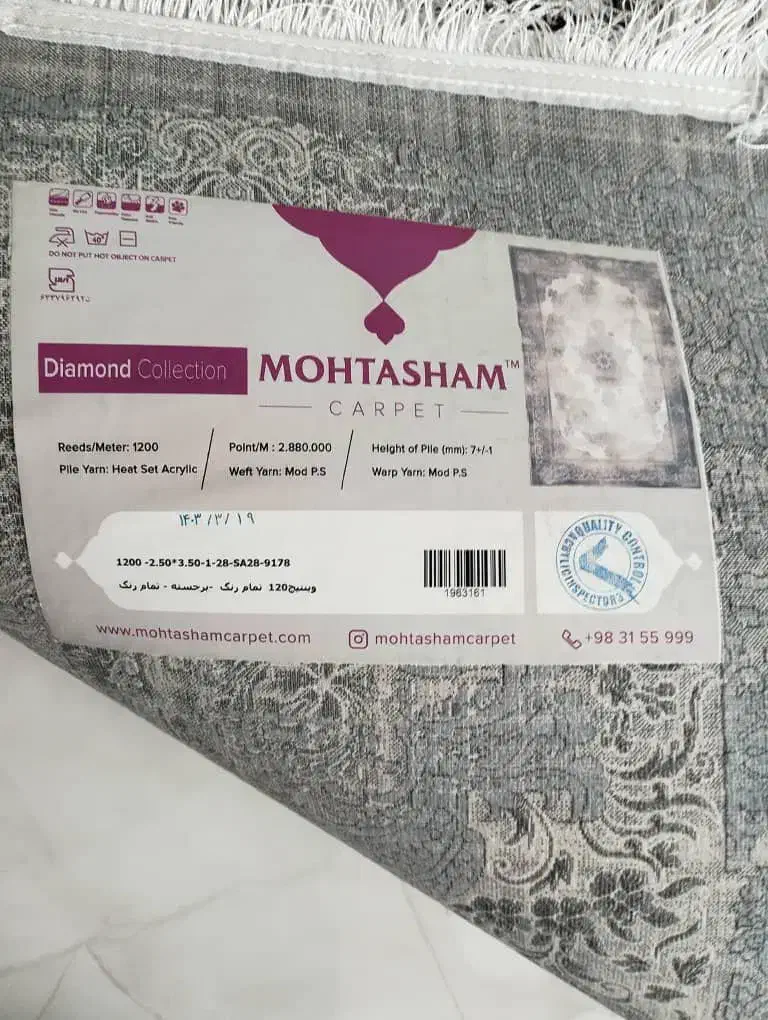 DO NOT PUT HOT OBJECT ON CARPET
Diamond Collection
MOHTASHAM™
CARPET
Reeds/Meter: 1200
Point/M : 2.880.000
Height of Pile (mm): 7+/-1
Pile Yarn: Heat Set Acrylic
Weft Yarn: Mod P.S
Warp Yarn: Mod P.S
۱۴۰۳/۳/۱۹
1200 -2.50*3.50-1-28-SA28-9178
وینتیج120 تمام رنگ -برجسته - تمام رنگ
1963161
QUALITY CONTROL
INSPECTORS
www.mohtashamcarpet.com
mohtashamcarpet
+98 31 55 999